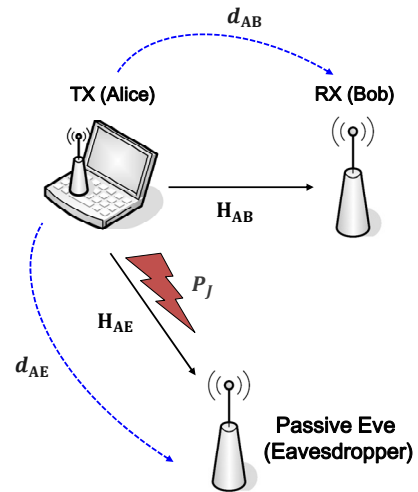 d_AB
TX (Alice)
RX (Bob)
H_AB
P_J
H_AE
d_AE
Passive Eve
(Eavesdropper)